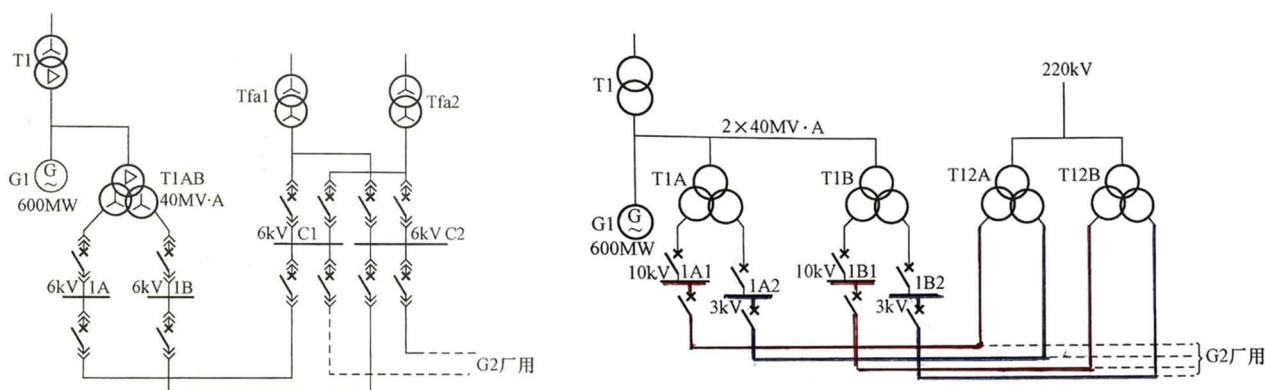 T1
Tfa1
Tfa2
G
~
G1
600MW
T1AB
40MV·A
6kV
C1
6kV
C2
6kV
1A
6kV
1B
G2厂用
220kV
T1
2×40MV·A
T1A
T1B
T12A
T12B
G
~
G1
600MW
10kV
1A1
10kV
1B1
1A2
3kV
1B2
3kV
G2厂用